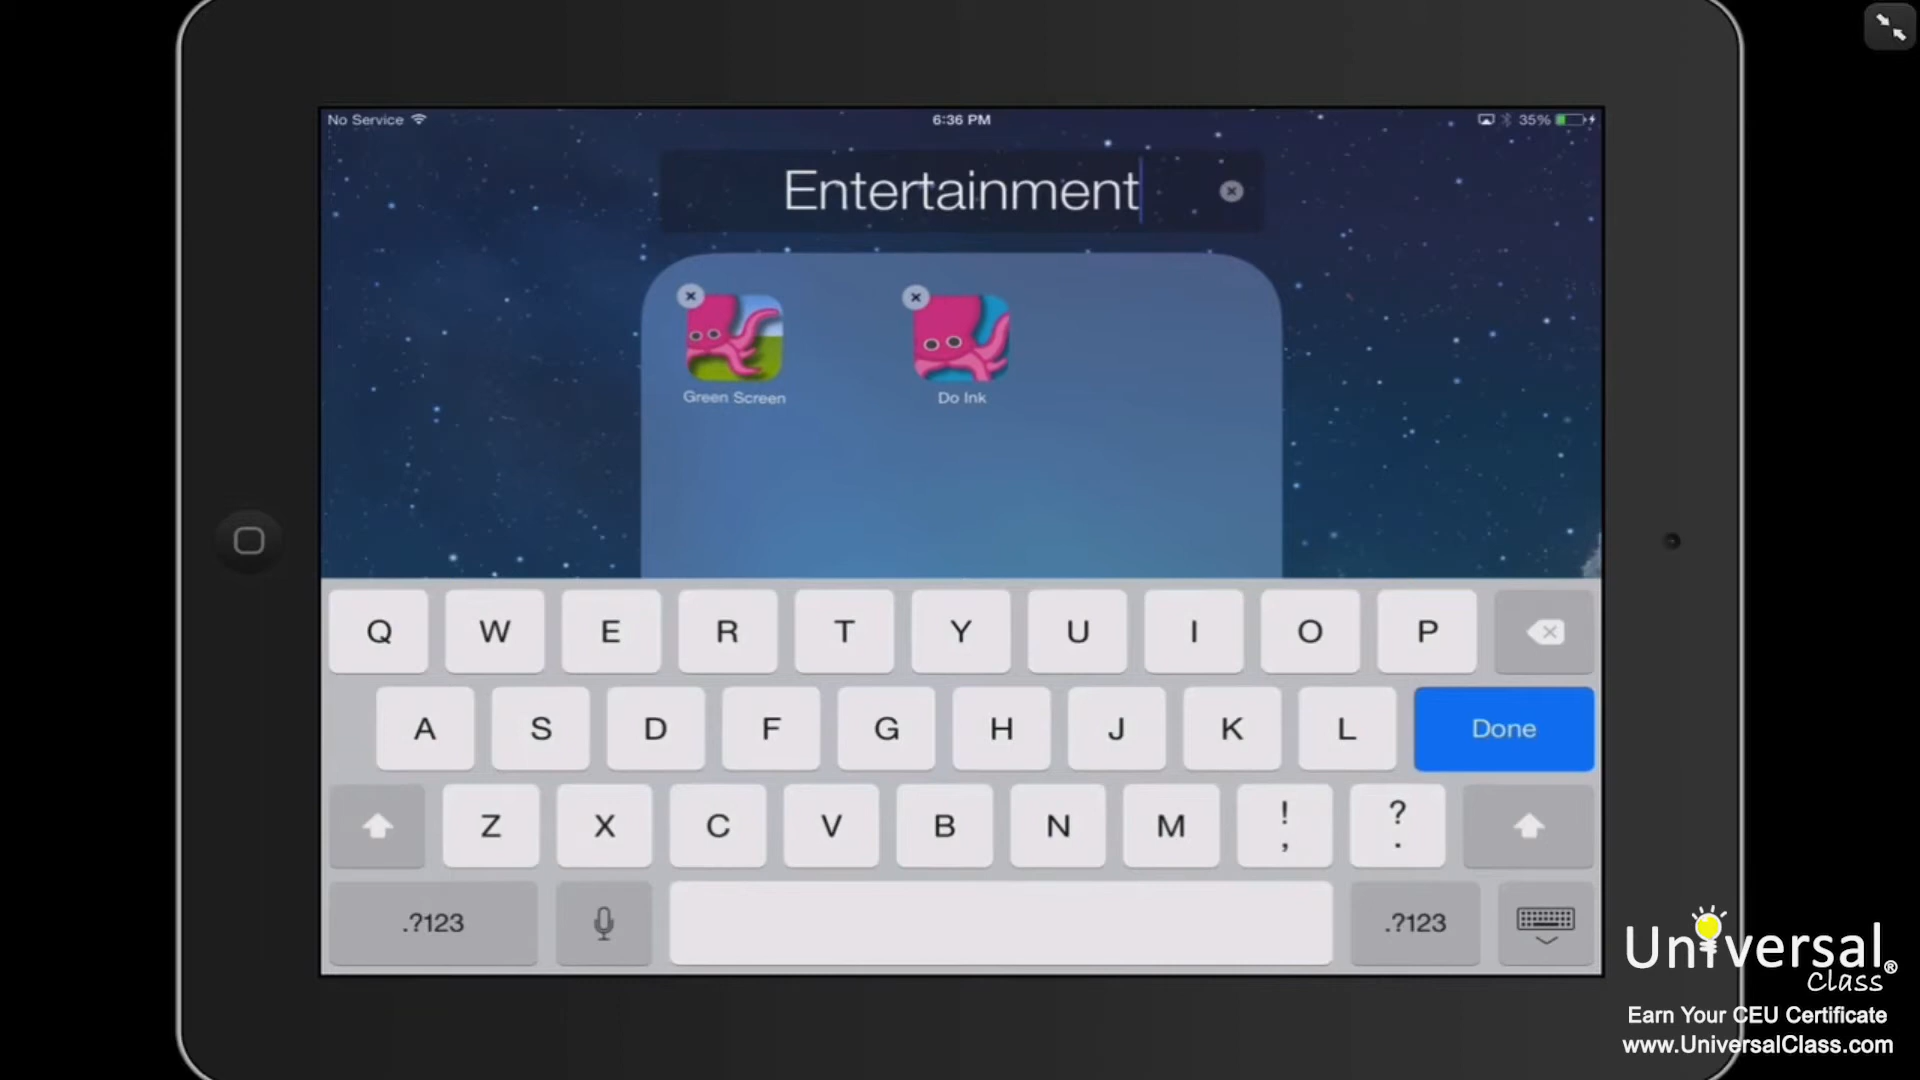 No Service
6:36 PM
35%
Entertainment
Green Screen
Do Ink
Q W E R T Y U I O P
A S D F G H J K L Done
Z X C V B N M ! , ? .
.?123 .?123
Universal®
Class
Earn Your CEU Certificate
www.UniversalClass.com